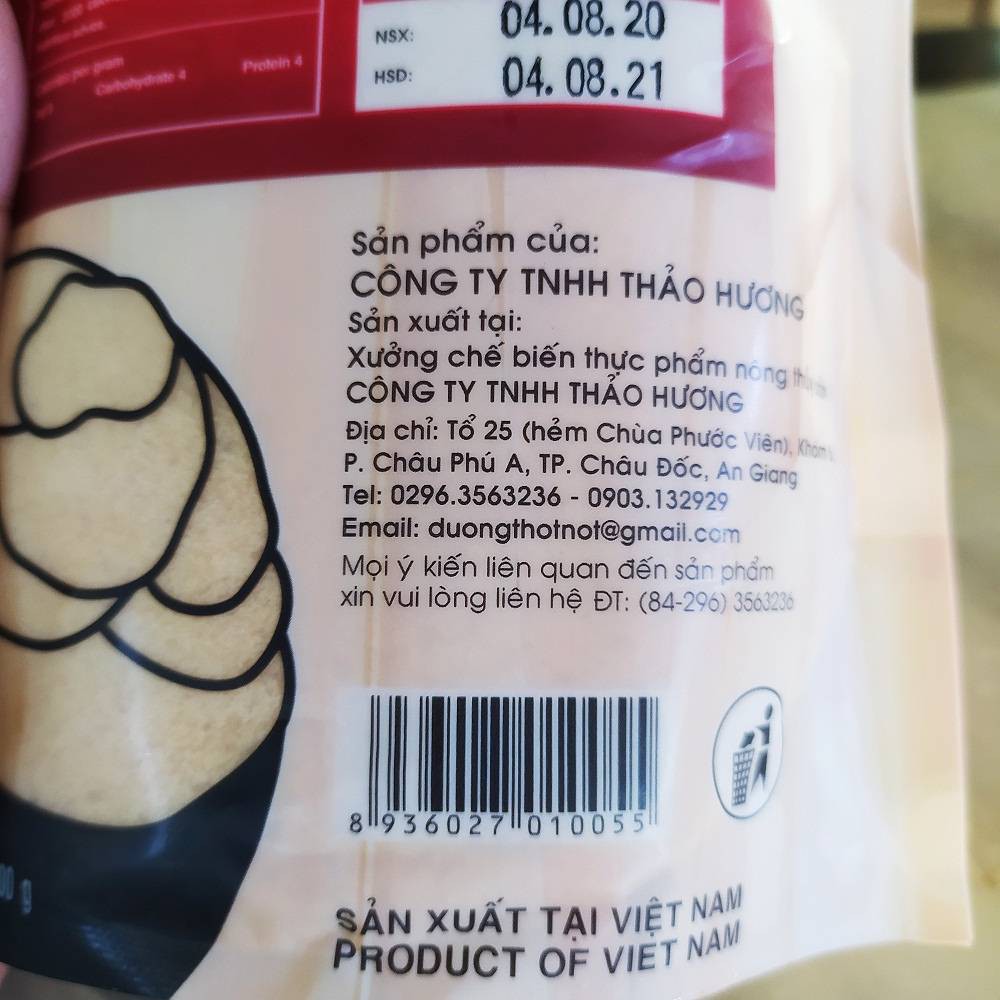 per gram
Carbohydrate 4 Protein 4
NSX: 04.08.20
HSD: 04.08.21
Sản phẩm của:
CÔNG TY TNHH THẢO HƯƠNG
Sản xuất tại:
Xưởng chế biến thực phẩm nông
CÔNG TY TNHH THẢO HƯƠNG
Địa chỉ: Tổ 25 (hẻm Chùa Phước Viên), Khóm
P. Châu Phú A, TP. Châu Đốc, An Giang
Tel: 0296.3563236 - 0903.132929
Email: duongthotnot@gmail.com
Mọi ý kiến liên quan đến sản phẩm
xin vui lòng liên hệ ĐT: (84-296) 3563236
8 936027 010055
00 g
SẢN XUẤT TẠI VIỆT NAM
PRODUCT OF VIET NAM